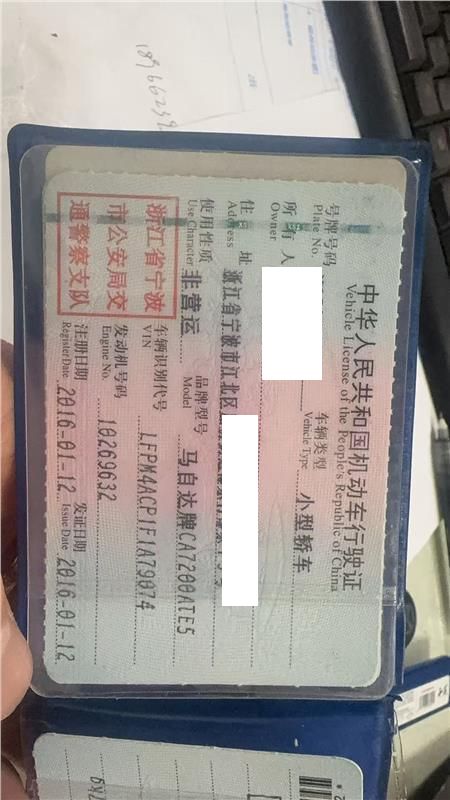 中华人民共和国机动车行驶证
Vehicle License of the People's Republic of China
号牌号码
Plate No.
车辆类型 小型轿车
Vehicle Type
所有人
Owner
住址 浙江省宁波市江北区
Address
使用性质 非营运
Use Character
品牌型号 马自达牌CA7200ATE5
Model
浙江省宁波
市公安局交
通警察支队
车辆识别代号 LFPM4ACP1F1A79074
VIN
发动机号码 10269632
Engine No.
注册日期 2016-01-12
Register Date
发证日期 2016-01-12
Issue Date